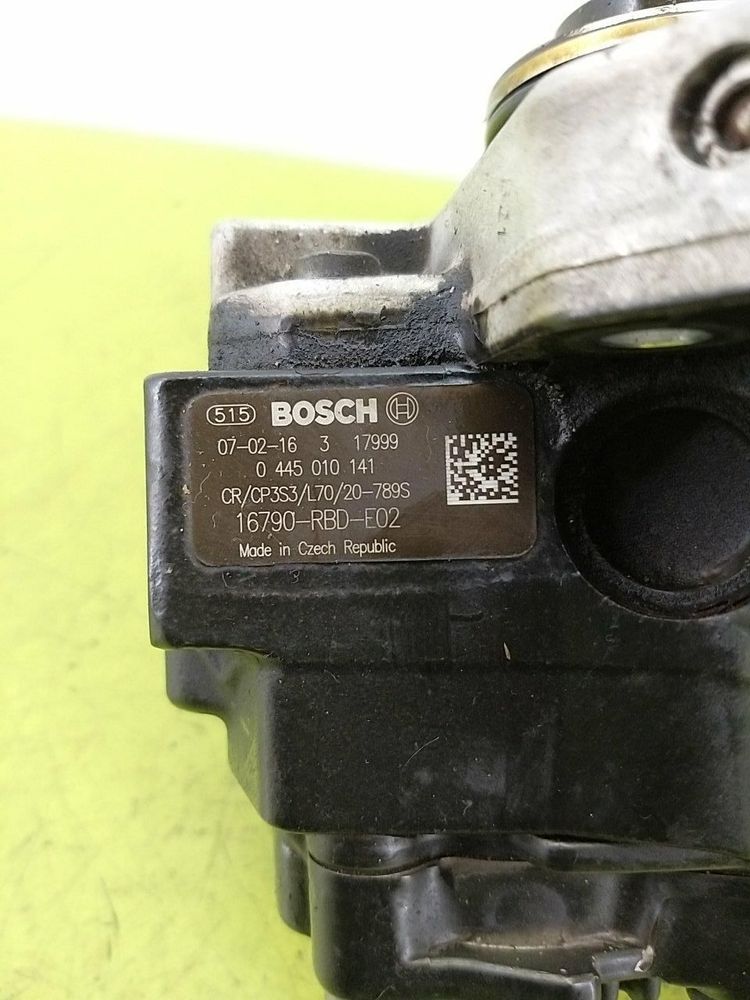 515 BOSCH
07-02-16 3 17999
0 445 010 141
CR/CP3S3/L70/20-789S
16790-RBD-E02
Made in Czech Republic